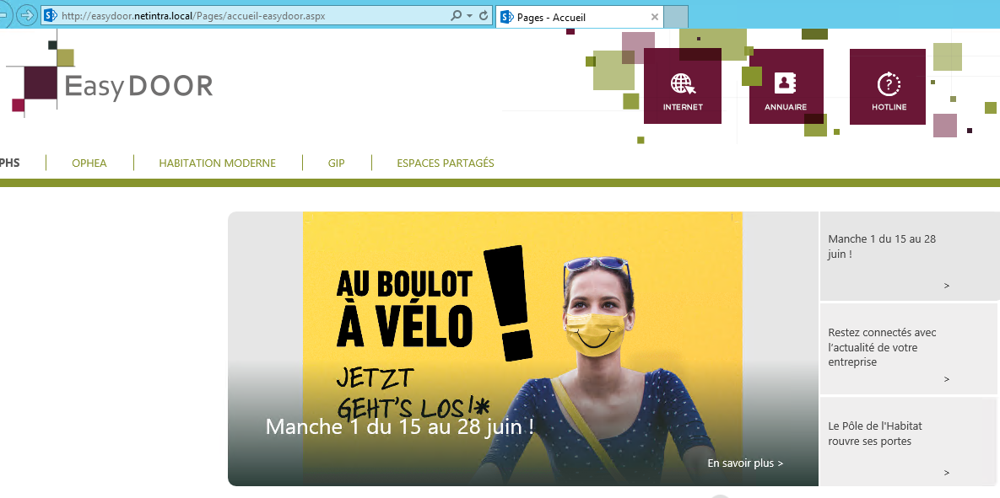 http://easydoor.netintra.local/Pages/accueil-easydoor.aspx
Pages - Accueil
EasyDOOR
INTERNET
ANNUAIRE
HOTLINE
PHS
OPHEA
HABITATION MODERNE
GIP
ESPACES PARTAGÉS
AU BOULOT
À VÉLO
!
JETZT
GEHT'S LOS!*
Manche 1 du 15 au 28 juin !
En savoir plus >
Manche 1 du 15 au 28
juin !
>
Restez connectés avec
l'actualité de votre
entreprise
>
Le Pôle de l'Habitat
rouvre ses portes
>